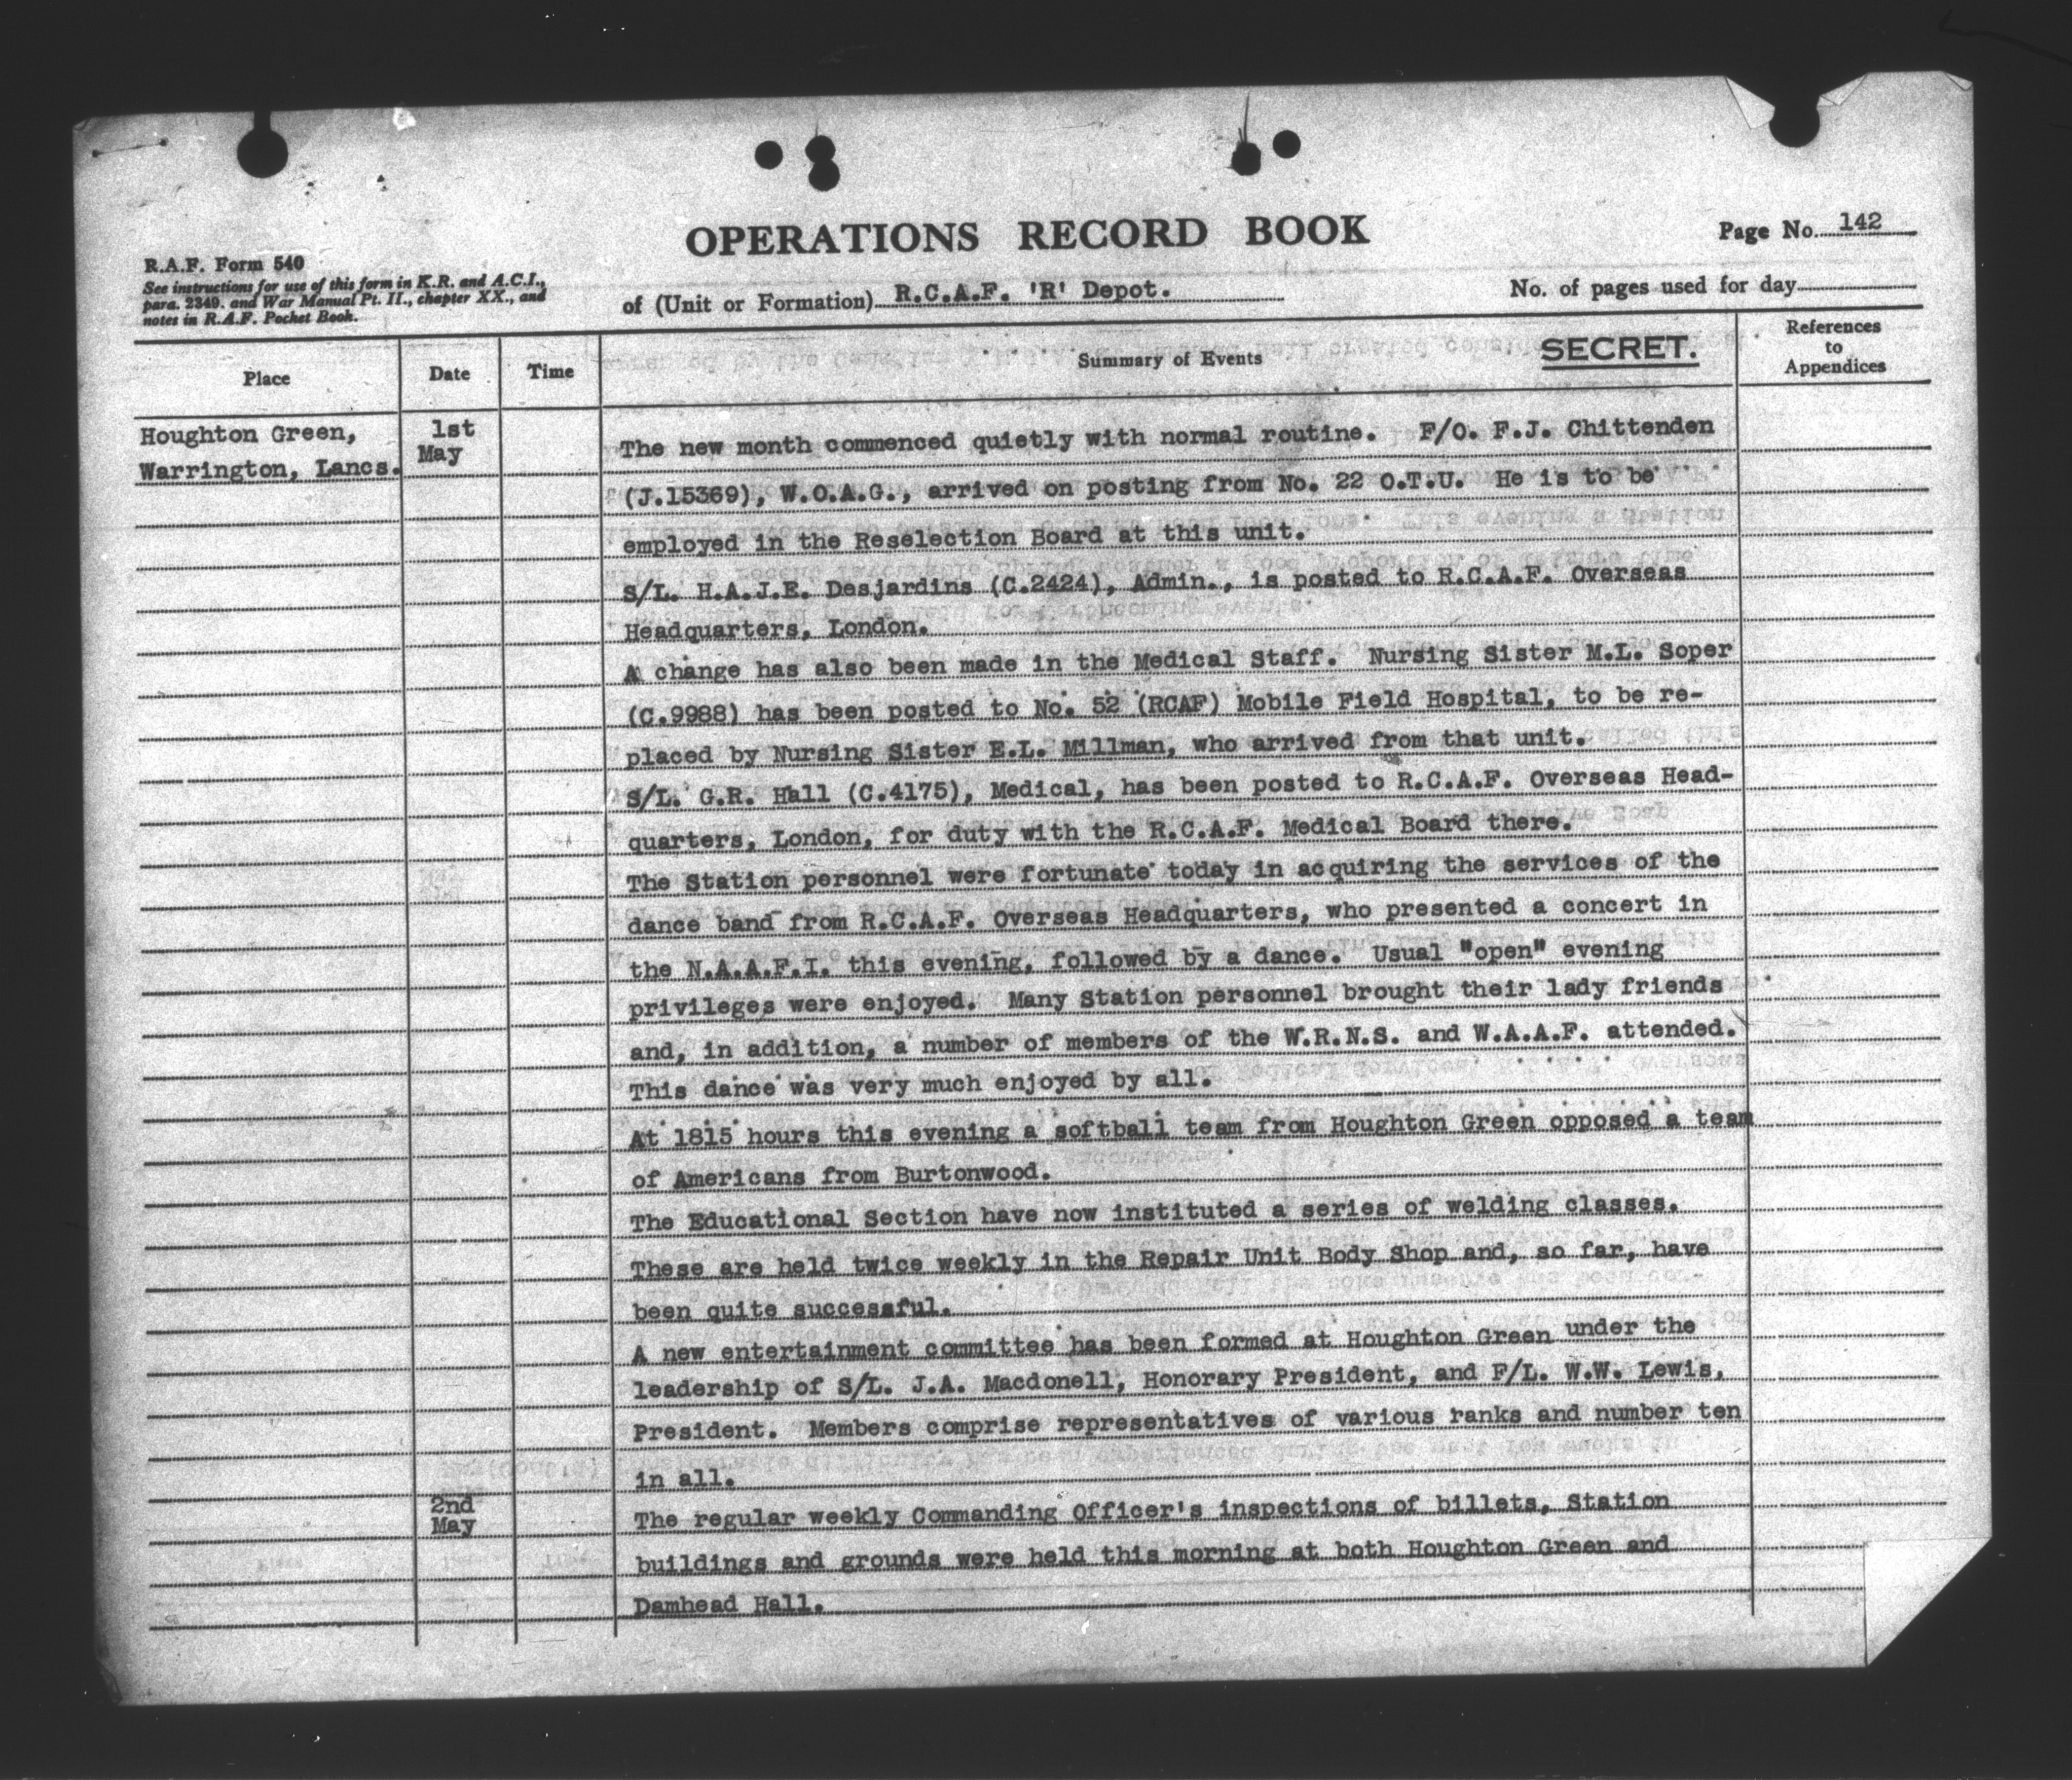 OPERATIONS RECORD BOOK
Page No. 142
R.A.F. Form 540
See instructions for use of this form in K.R. and A.C.I.,
para. 2349. and War Manual Pt. II., chapter XX., and
notes in R.A.F. Pocket Book.
of (Unit or Formation) R.C.A.F. 'R' Depot.
No. of pages used for day
Place
Date
Time
Summary of Events
SECRET.
References
to
Appendices
Houghton Green,
Warrington, Lancs.
1st
May
The new month commenced quietly with normal routine. F/O. F.J. Chittenden
(J.15369), W.O.A.G., arrived on posting from No. 22 O.T.U. He is to be
employed in the Reselection Board at this unit.
S/L. H.A.J.E. Desjardins (C.2424), Admin., is posted to R.C.A.F. Overseas
Headquarters, London.
A change has also been made in the Medical Staff. Nursing Sister M.L. Soper
(C.9988) has been posted to No. 52 (RCAF) Mobile Field Hospital, to be re-
placed by Nursing Sister E.L. Millman, who arrived from that unit.
S/L. G.R. Hall (C.4175), Medical, has been posted to R.C.A.F. Overseas Head-
quarters, London, for duty with the R.C.A.F. Medical Board there.
The Station personnel were fortunate today in acquiring the services of the
dance band from R.C.A.F. Overseas Headquarters, who presented a concert in
the N.A.A.F.I. this evening, followed by a dance. Usual "open" evening
privileges were enjoyed. Many Station personnel brought their lady friends
and, in addition, a number of members of the W.R.N.S. and W.A.A.F. attended.
This dance was very much enjoyed by all.
At 1815 hours this evening a softball team from Houghton Green opposed a team
of Americans from Burtonwood.
The Educational Section have now instituted a series of welding classes.
These are held twice weekly in the Repair Unit Body Shop and, so far, have
been quite successful.
A new entertainment committee has been formed at Houghton Green under the
leadership of S/L. J.A. Macdonell, Honorary President, and F/L. W.W. Lewis,
President. Members comprise representatives of various ranks and number ten
in all.
2nd
May
The regular weekly Commanding Officer's inspections of billets, Station
buildings and grounds were held this morning at both Houghton Green and
Damhead Hall.